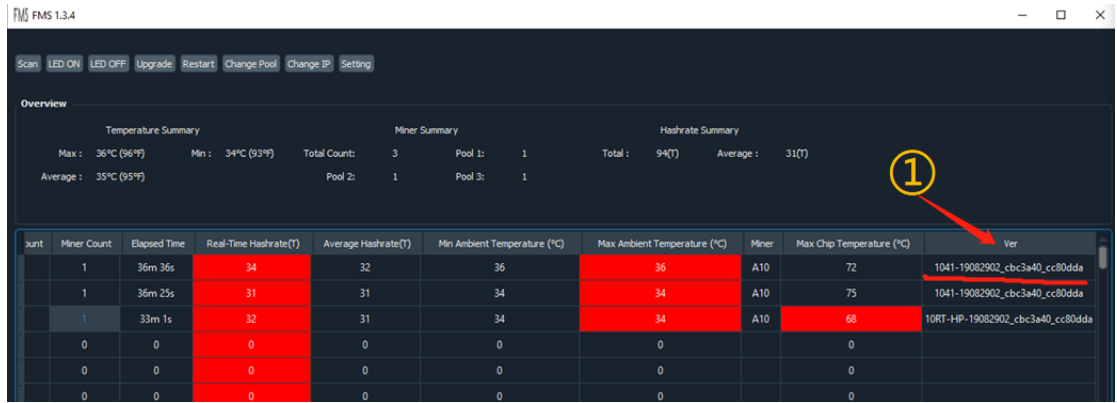 FMS FMS 1.3.4
Scan LED ON LED OFF Upgrade Restart Change Pool Change IP Setting
Overview
Temperature Summary Miner Summary Hashrate Summary
Max : 36°C (96°F) Min : 34°C (93°F) Total Count: 3 Pool 1: 1 Total : 94(T) Average : 31(T)
Average : 35°C (95°F) Pool 2: 1 Pool 3: 1
①
ount Miner Count Elapsed Time Real-Time Hashrate(T) Average Hashrate(T) Min Ambient Temperature (°C) Max Ambient Temperature (°C) Miner Max Chip Temperature (°C) Ver
1 36m 36s 34 32 36 36 A10 72 1041-19082902_cbc3a40_cc80dda
1 36m 25s 31 31 34 34 A10 75 1041-19082902_cbc3a40_cc80dda
1 33m 1s 32 31 34 34 A10 68 10RT-HP-19082902_cbc3a40_cc80dda
0 0 0 0 0 0 0
0 0 0 0 0 0 0
0 0 0 0 0 0 0